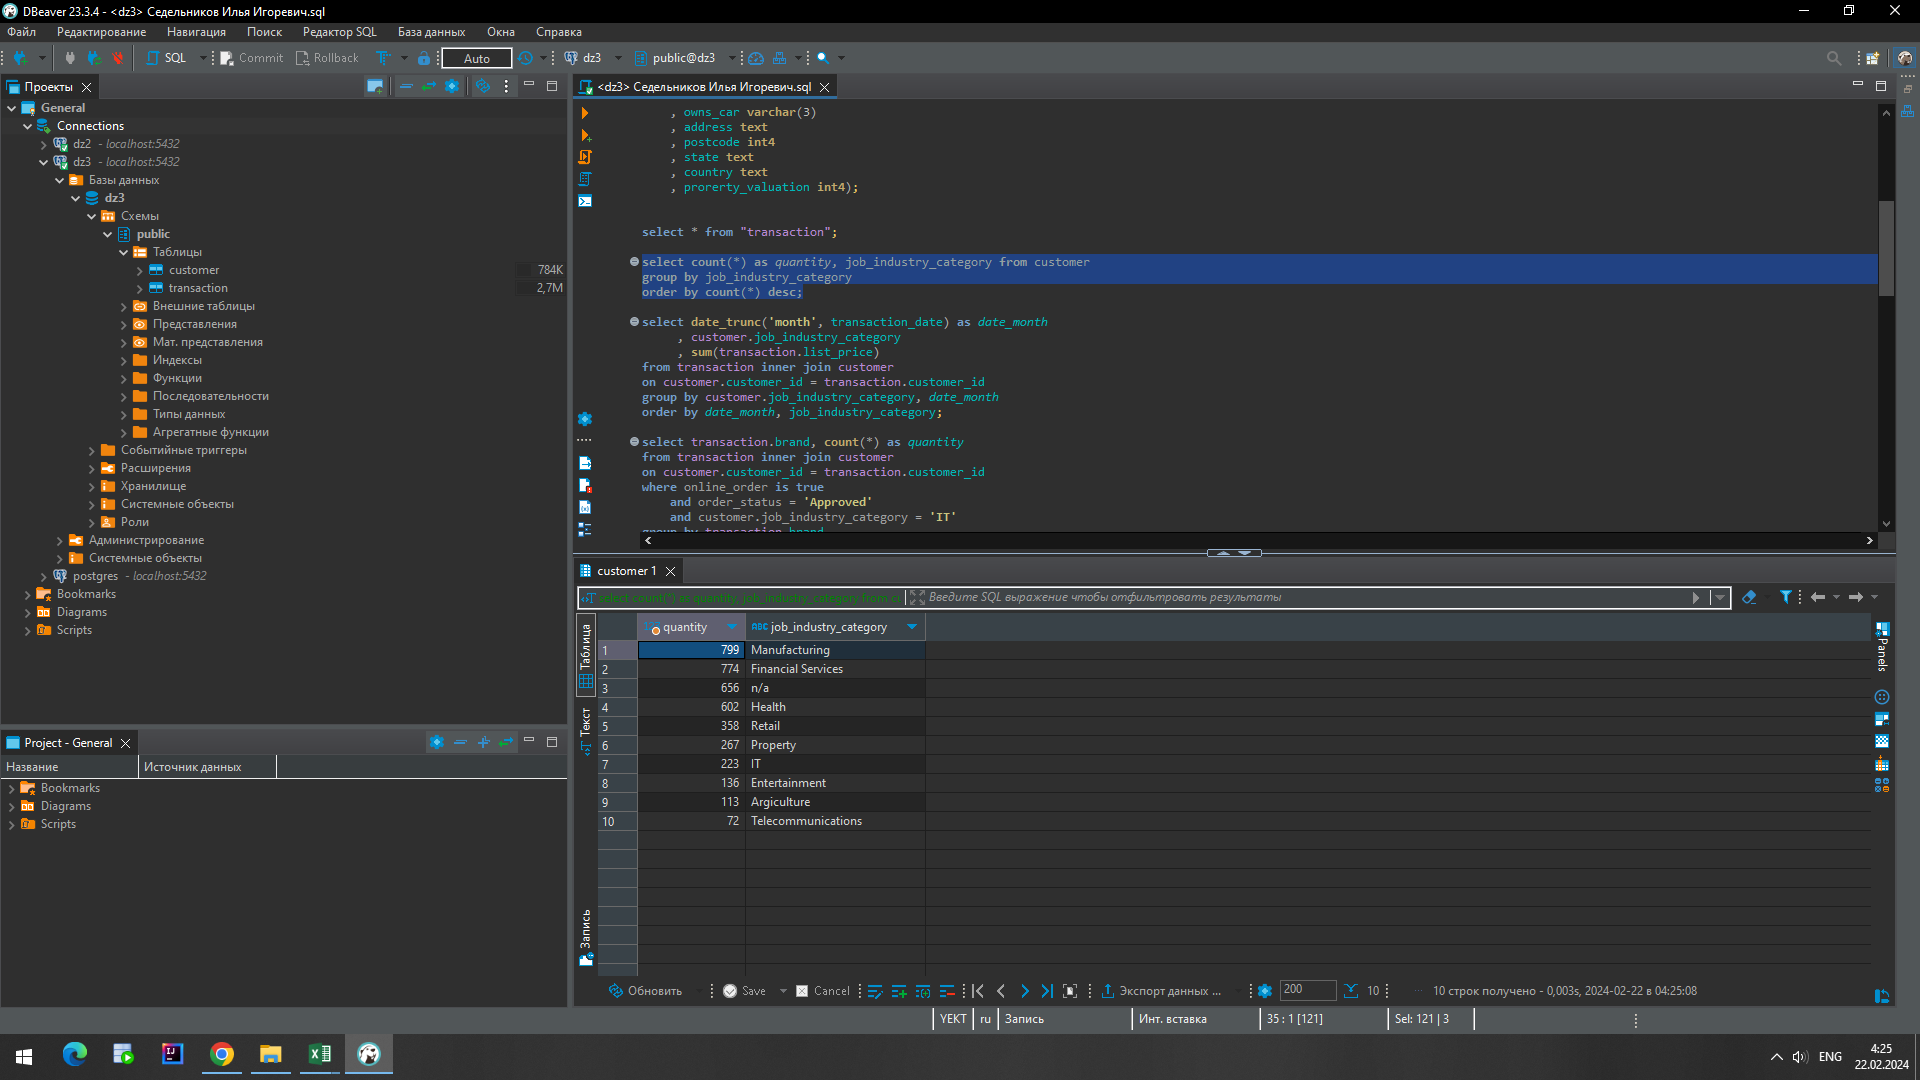 DBeaver 23.3.4 - <dz3> Седельников Илья Игоревич.sql
Файл Редактирование Навигация Поиск Редактор SQL База данных Окна Справка
SQL Commit Rollback Auto dz3 public@dz3
Проекты
General
Connections
dz2 - localhost:5432
dz3 - localhost:5432
Базы данных
dz3
Схемы
public
Таблицы
customer 784K
transaction 2,7M
Внешние таблицы
Представления
Мат. представления
Индексы
Функции
Последовательности
Типы данных
Агрегатные функции
Событийные триггеры
Расширения
Хранилище
Системные объекты
Роли
Администрирование
Системные объекты
postgres - localhost:5432
Bookmarks
Diagrams
Scripts
Project - General
Название Источник данных
Bookmarks
Diagrams
Scripts
<dz3> Седельников Илья Игоревич.sql
, owns_car varchar(3)
, address text
, postcode int4
, state text
, country text
, prorerty_valuation int4);
select * from "transaction";
select count(*) as quantity, job_industry_category from customer
group by job_industry_category
order by count(*) desc;
select date_trunc('month', transaction_date) as date_month
, customer.job_industry_category
, sum(transaction.list_price)
from transaction inner join customer
on customer.customer_id = transaction.customer_id
group by customer.job_industry_category, date_month
order by date_month, job_industry_category;
select transaction.brand, count(*) as quantity
from transaction inner join customer
on customer.customer_id = transaction.customer_id
where online_order is true
and order_status = 'Approved'
and customer.job_industry_category = 'IT'
group by transaction.brand
customer 1
select count(*) as quantity, job_industry_category from cu Введите SQL выражение чтобы отфильтровать результаты
Таблица
Текст
Запись
Panels
123 quantity ABC job_industry_category
1 799 Manufacturing
2 774 Financial Services
3 656 n/a
4 602 Health
5 358 Retail
6 267 Property
7 223 IT
8 136 Entertainment
9 113 Argiculture
10 72 Telecommunications
Обновить Save Cancel Экспорт данных ... 200 10 10 строк получено - 0,003s, 2024-02-22 в 04:25:08
YEKT ru Запись Инт. вставка 35 : 1 [121] Sel: 121 | 3
ENG
4:25
22.02.2024